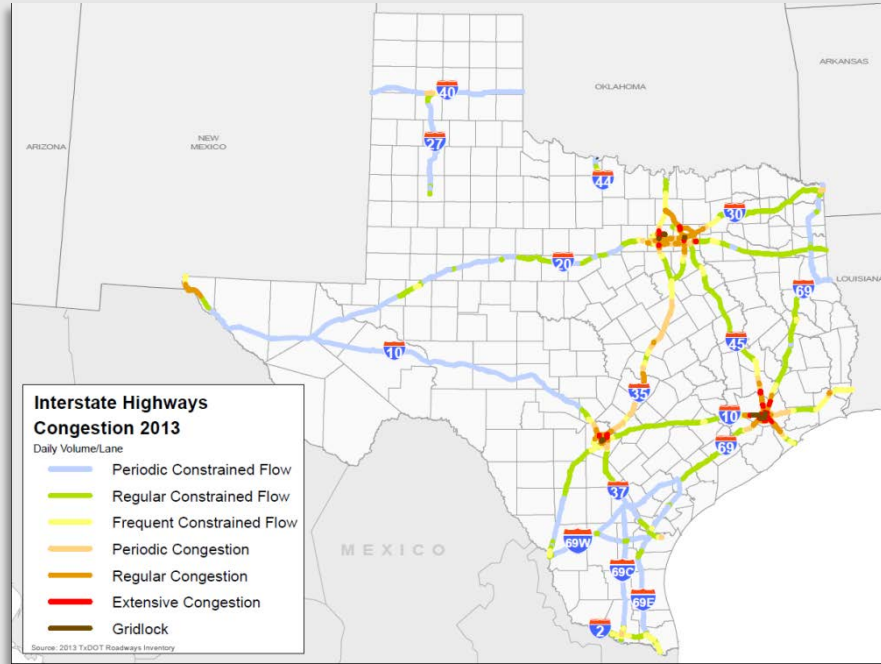 ARKANSAS
OKLAHOMA
40
ARIZONA
NEW
MEXICO
27
44
30
20
LOUISIANA
69
10
45
35
10
69
37
MEXICO
69W
69C
69E
2
Interstate Highways
Congestion 2013
Daily Volume/Lane
Periodic Constrained Flow
Regular Constrained Flow
Frequent Constrained Flow
Periodic Congestion
Regular Congestion
Extensive Congestion
Gridlock
Source: 2013 TxDOT Roadways Inventory